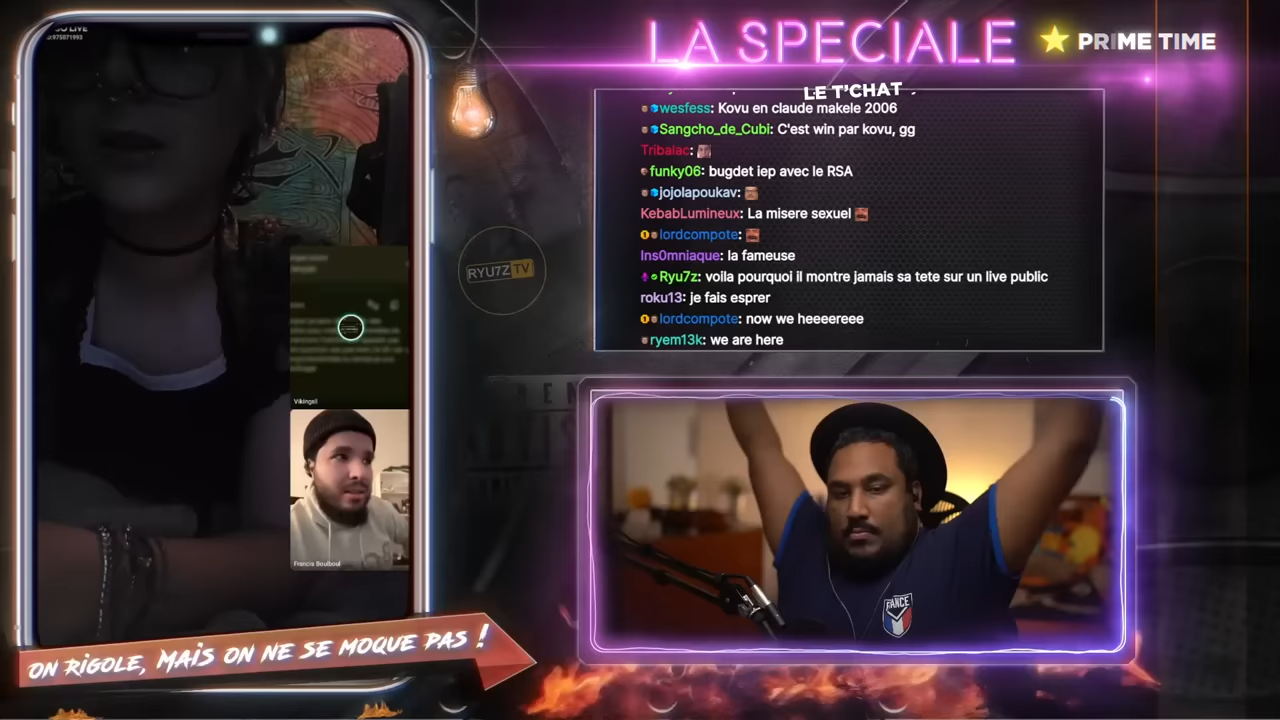 LA SPECIALE
PRIME TIME
LE T'CHAT
wesfess: Kovu en claude makele 2006
Sangcho_de_Cubi: C'est win par kovu, gg
Tribalac:
funky06: bugdet iep avec le RSA
jojolapoukav:
KebabLumineux: La misere sexuel
lordcompote:
Ins0mniaque: la fameuse
Ryu7z: voila pourquoi il montre jamais sa tete sur un live public
roku13: je fais esprer
lordcompote: now we heeeereee
ryem13k: we are here
RYU7Z TV
Vikingsll
Francis Boulboul
FRANCE
ON RIGOLE, MAIS ON NE SE MOQUE PAS !